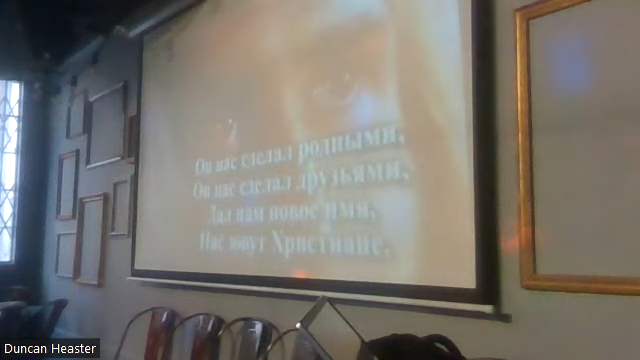 Он нас сделал родными,
Он нас сделал друзьями,
Дал нам новое имя,
Нас зовут Христиане.
Duncan Heaster